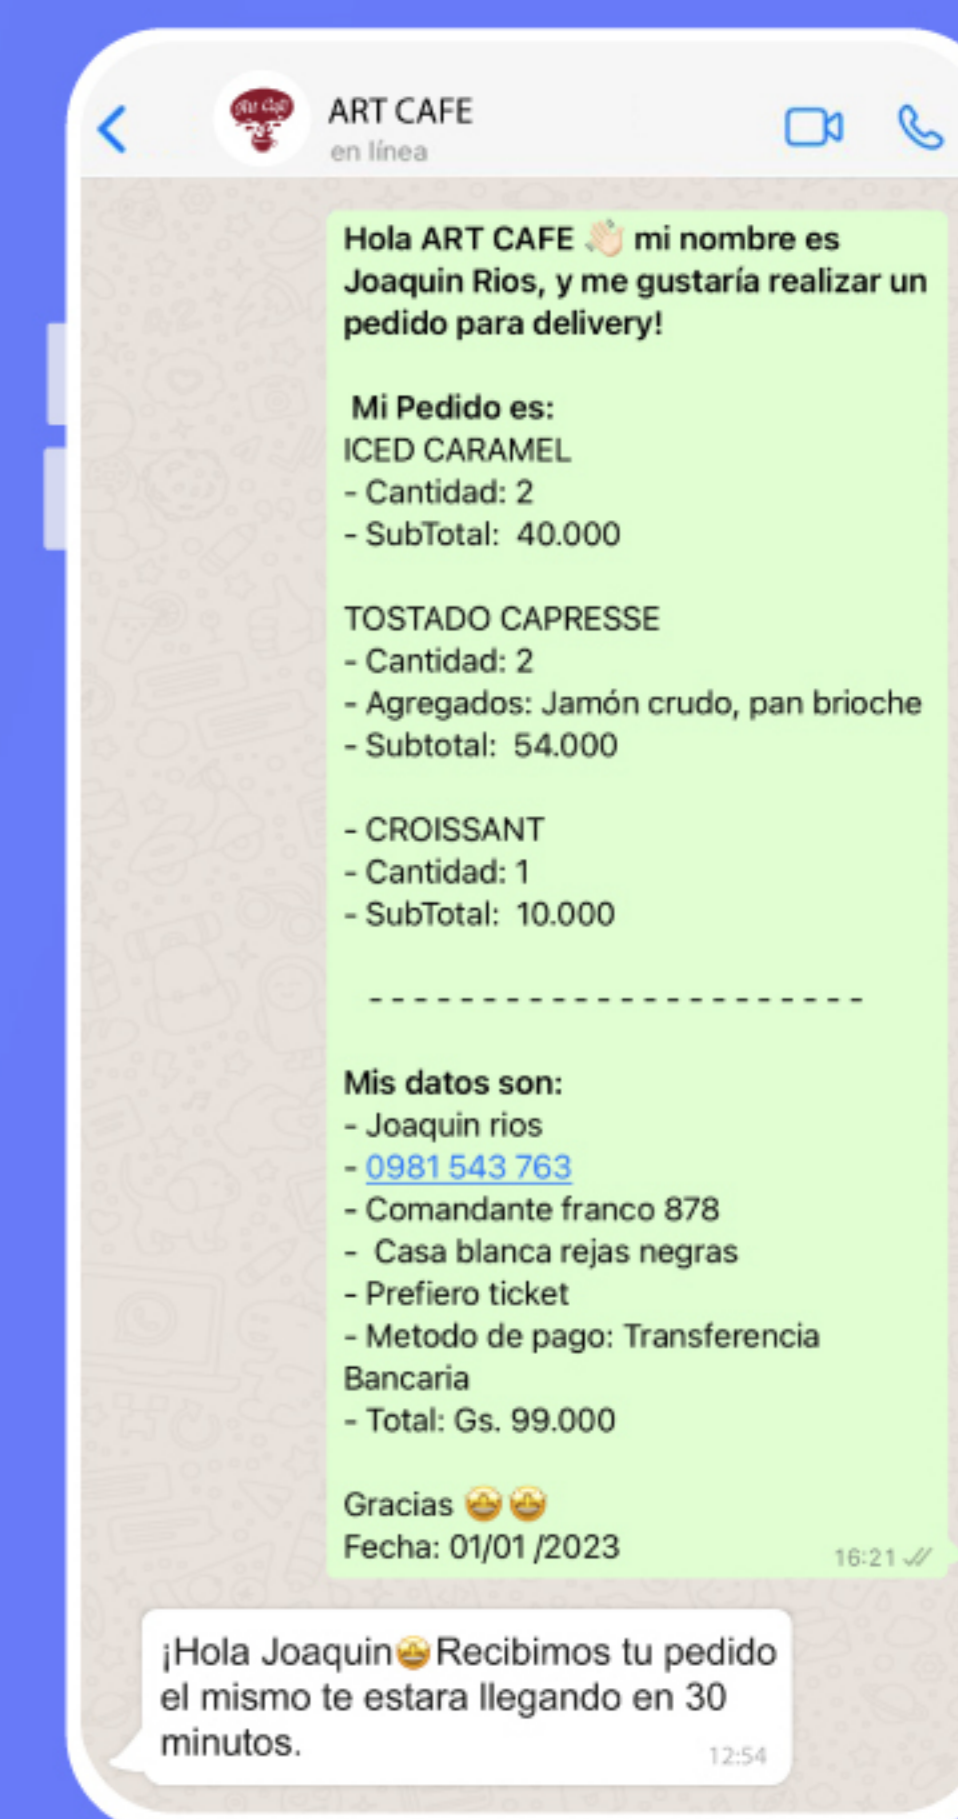 Art Café
ART CAFE
en línea
Hola ART CAFE 👋🏻 mi nombre es
Joaquin Rios, y me gustaría realizar un
pedido para delivery!
Mi Pedido es:
ICED CARAMEL
- Cantidad: 2
- SubTotal: 40.000
TOSTADO CAPRESSE
- Cantidad: 2
- Agregados: Jamón crudo, pan brioche
- Subtotal: 54.000
- CROISSANT
- Cantidad: 1
- SubTotal: 10.000
- - - - - - - - - - - - - - - - - - - - - - -
Mis datos son:
- Joaquin rios
- 0981 543 763
- Comandante franco 878
- Casa blanca rejas negras
- Prefiero ticket
- Metodo de pago: Transferencia
Bancaria
- Total: Gs. 99.000
Gracias 🤩🤩
Fecha: 01/01 /2023
16:21
¡Hola Joaquin🤩Recibimos tu pedido
el mismo te estara llegando en 30
minutos.
12:54